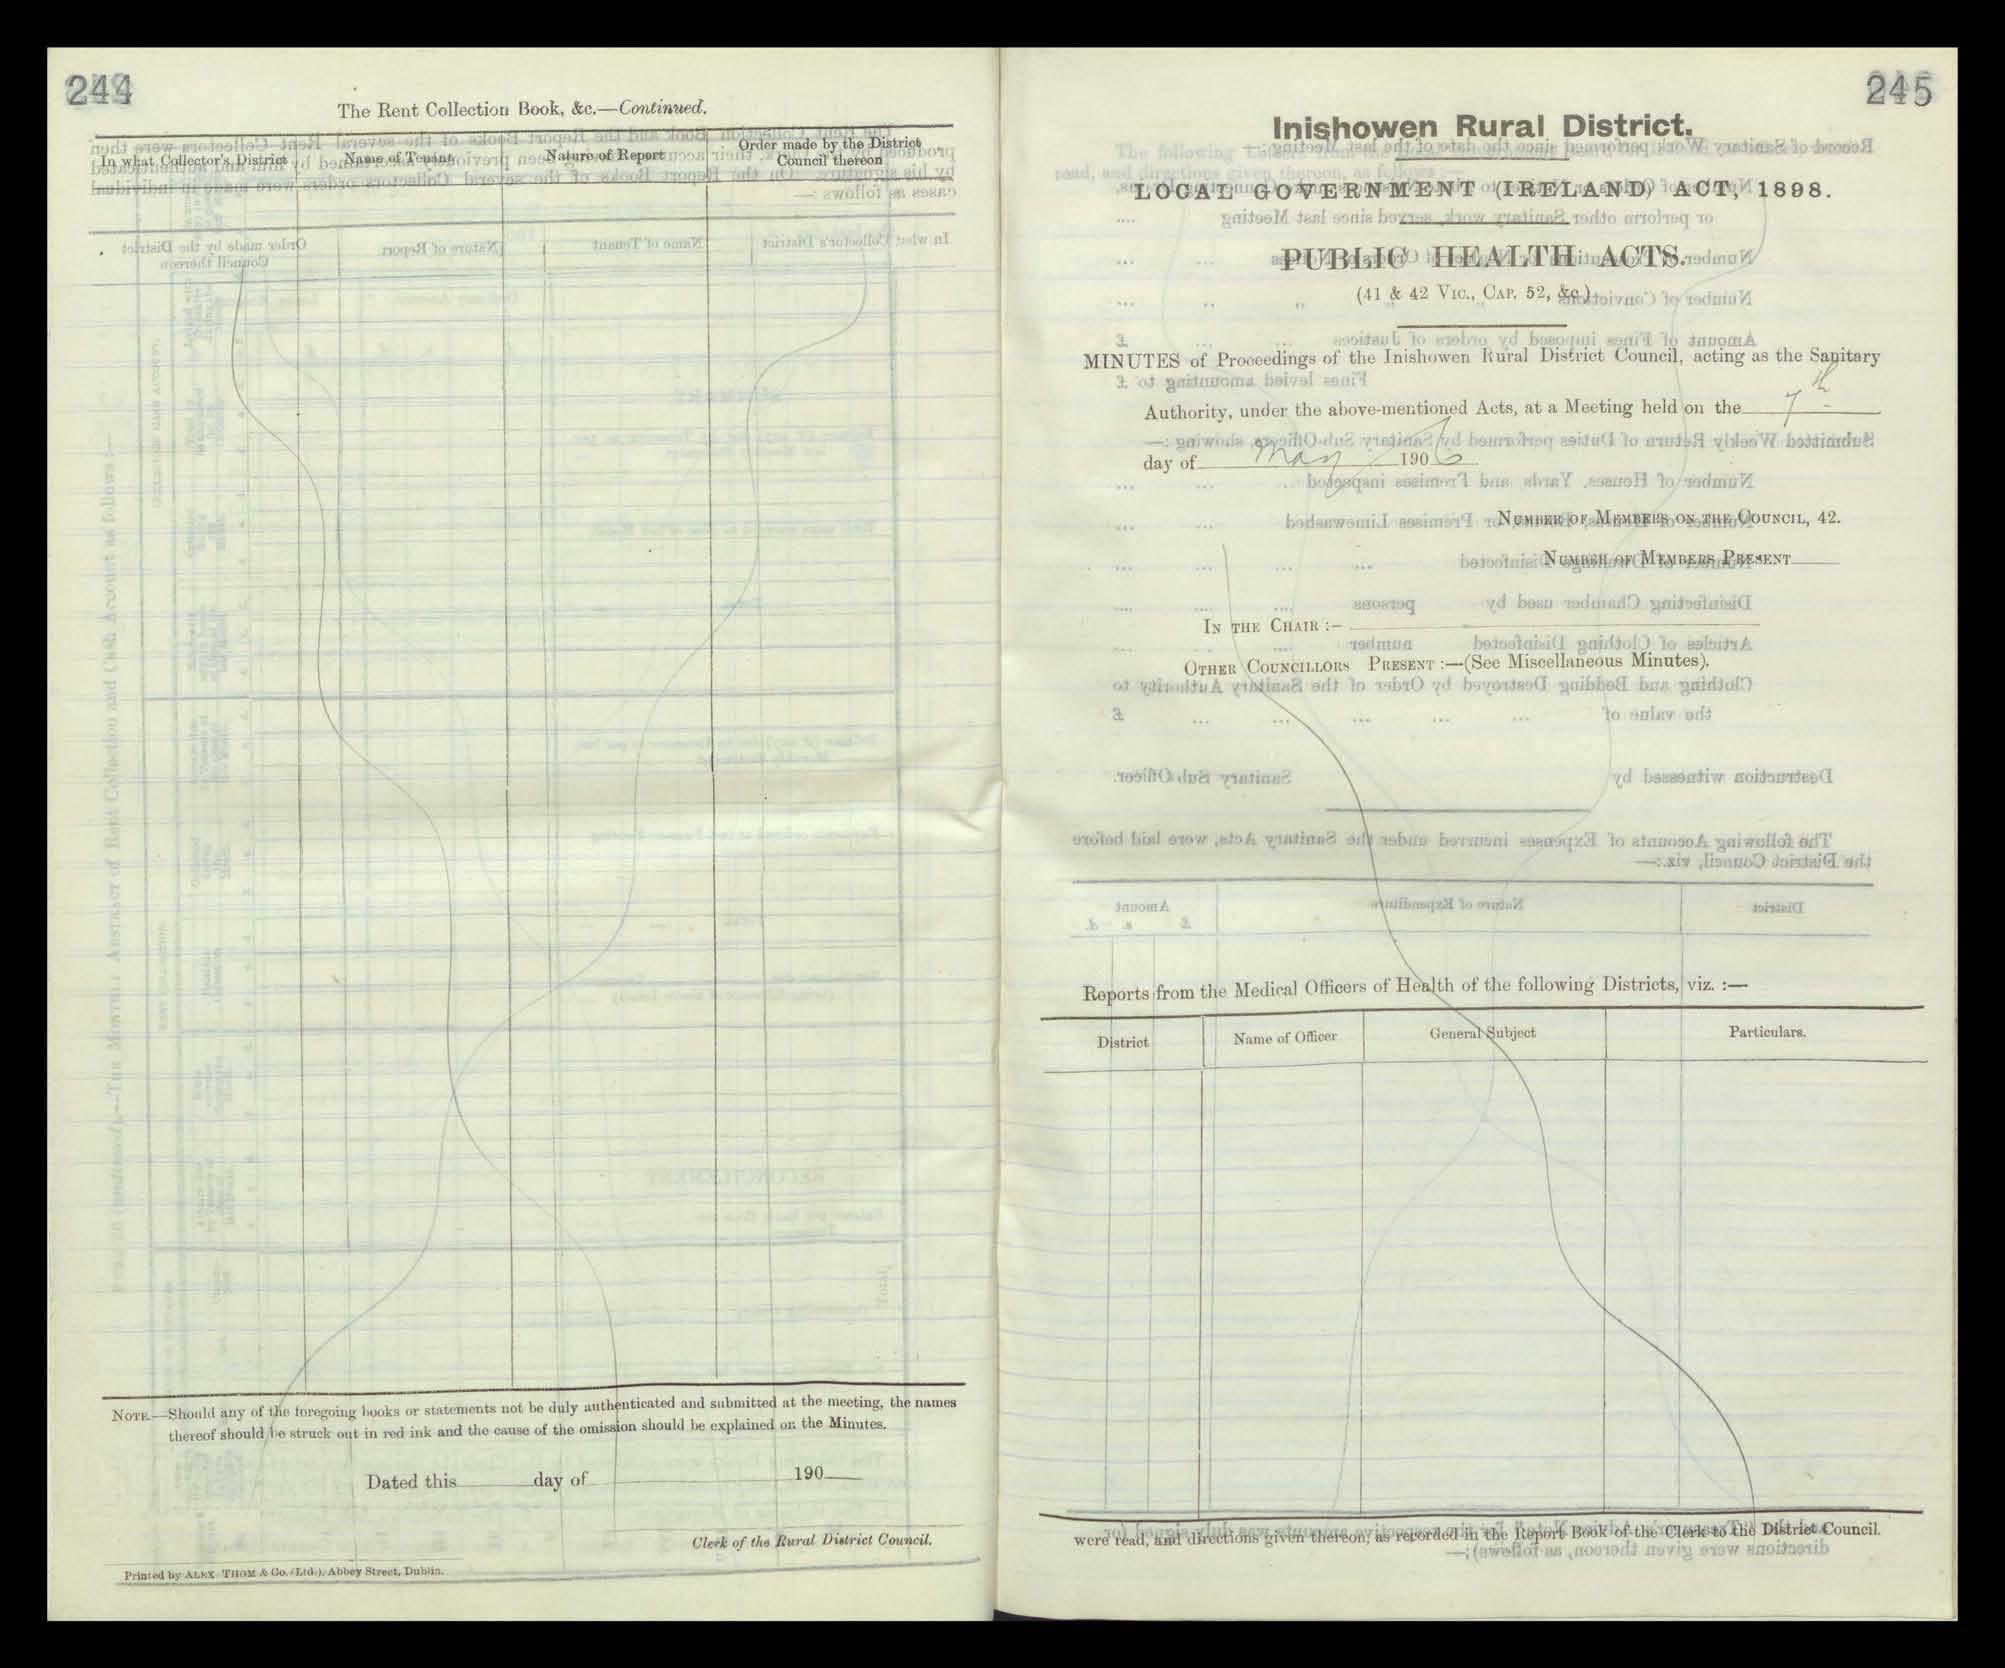 244
The Rent Collection Book, &c.—Continued.
In what Collector's District
Name of Tenant
Nature of Report
Order made by the District
Council thereon
NOTE.—Should any of the foregoing books or statements not be duly authenticated and submitted at the meeting, the names
thereof should be struck out in red ink and the cause of the omission should be explained on the Minutes.
Dated this day of 190
Clerk of the Rural District Council.
Printed by ALEX. THOM & Co. (Ltd.), Abbey Street, Dublin.
245
Inishowen Rural District.
LOCAL GOVERNMENT (IRELAND) ACT, 1898.
PUBLIC HEALTH ACTS.
(41 & 42 VIC., CAP. 52, &c.)
MINUTES of Proceedings of the Inishowen Rural District Council, acting as the Sanitary
Authority, under the above-mentioned Acts, at a Meeting held on the 7th
day of May 1906
NUMBER OF MEMBERS ON THE COUNCIL, 42.
NUMBER OF MEMBERS PRESENT
IN THE CHAIR :–
OTHER COUNCILLORS PRESENT :—(See Miscellaneous Minutes).
Reports from the Medical Officers of Health of the following Districts, viz. :—
District
Name of Officer
General Subject
Particulars.
were read, and directions given thereon, as recorded in the Report Book of the Clerk to the District Council.